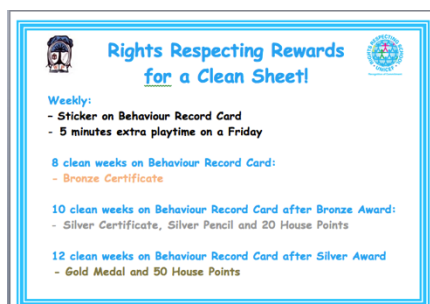 Rights Respecting Rewards
for a Clean Sheet!
Weekly:
- Sticker on Behaviour Record Card
- 5 minutes extra playtime on a Friday
8 clean weeks on Behaviour Record Card:
- Bronze Certificate
10 clean weeks on Behaviour Record Card after Bronze Award:
- Silver Certificate, Silver Pencil and 20 House Points
12 clean weeks on Behaviour Record Card after Silver Award
- Gold Medal and 50 House Points